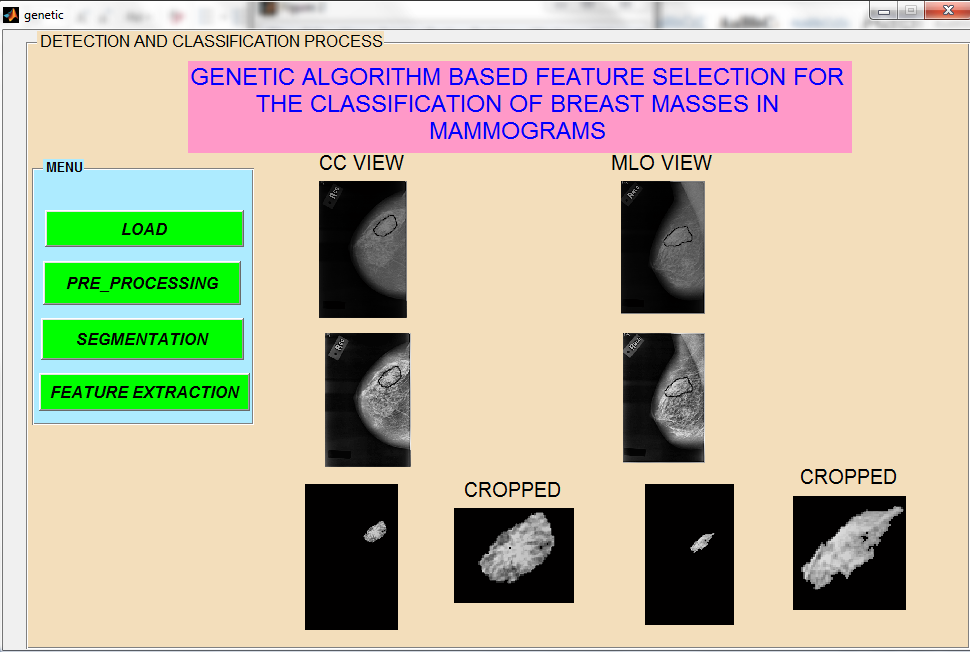 genetic
DETECTION AND CLASSIFICATION PROCESS
GENETIC ALGORITHM BASED FEATURE SELECTION FOR
THE CLASSIFICATION OF BREAST MASSES IN
MAMMOGRAMS
MENU
LOAD
PRE_PROCESSING
SEGMENTATION
FEATURE EXTRACTION
CC VIEW
MLO VIEW
CROPPED
CROPPED